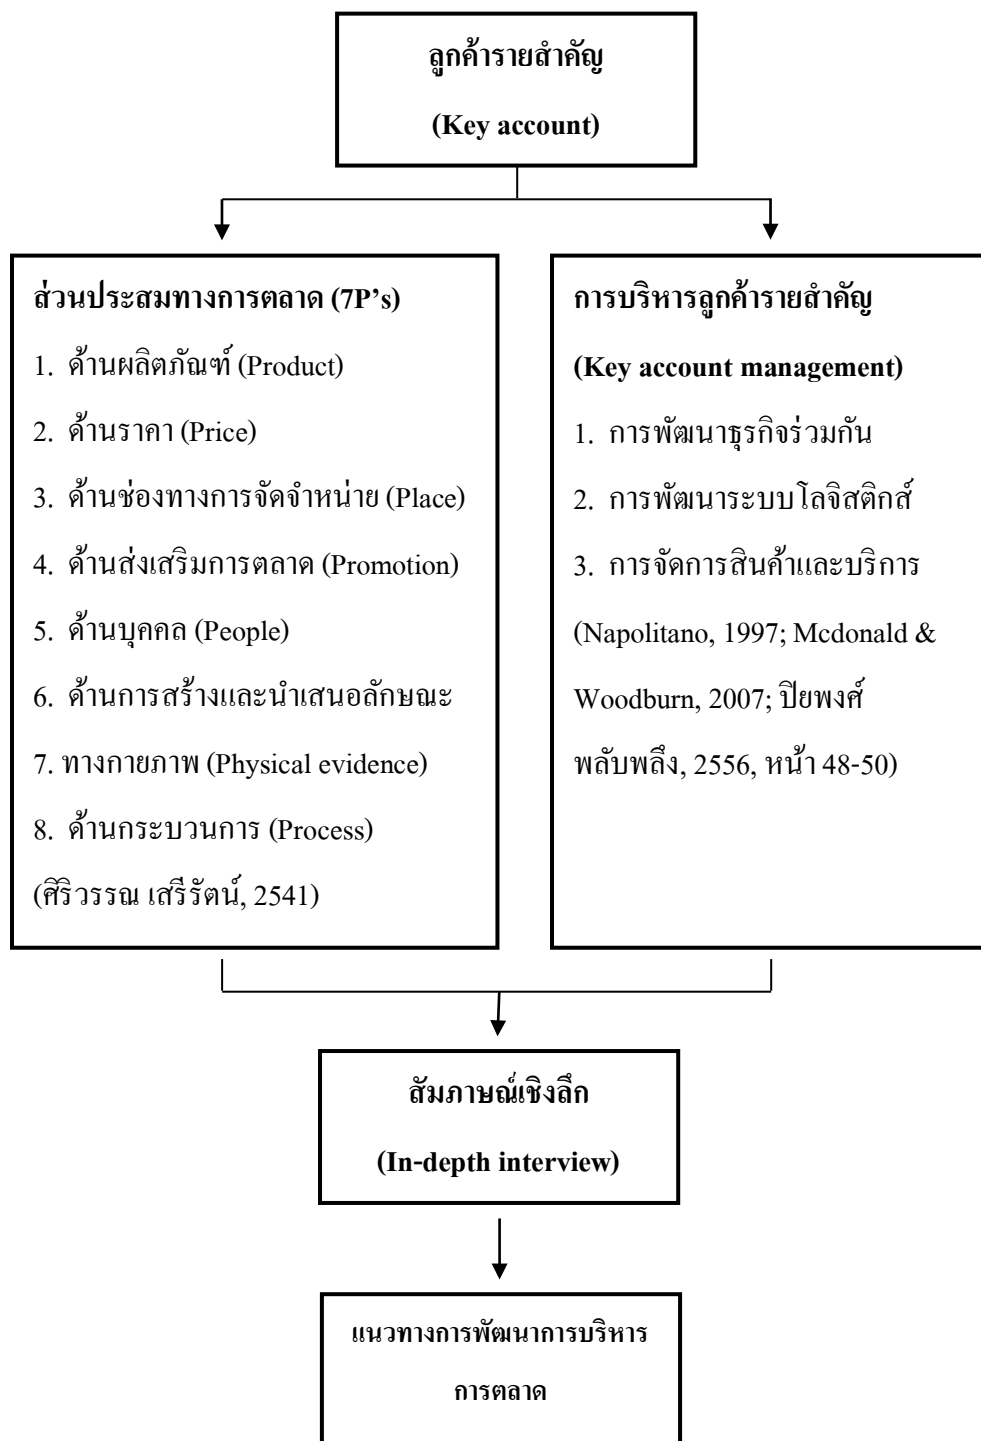 ลูกค้ารายสำคัญ
(Key account)
ส่วนประสมทางการตลาด (7P’s)
1. ด้านผลิตภัณฑ์ (Product)
2. ด้านราคา (Price)
3. ด้านช่องทางการจัดจำหน่าย (Place)
4. ด้านส่งเสริมการตลาด (Promotion)
5. ด้านบุคคล (People)
6. ด้านการสร้างและนำเสนอลักษณะ
7. ทางกายภาพ (Physical evidence)
8. ด้านกระบวนการ (Process)
(ศิริวรรณ เสรีรัตน์, 2541)
การบริหารลูกค้ารายสำคัญ
(Key account management)
1. การพัฒนาธุรกิจร่วมกัน
2. การพัฒนาระบบโลจิสติกส์
3. การจัดการสินค้าและบริการ
(Napolitano, 1997; Mcdonald &
Woodburn, 2007; ปิยพงศ์
พลับพลึง, 2556, หน้า 48-50)
สัมภาษณ์เชิงลึก
(In-depth interview)
แนวทางการพัฒนาการบริหาร
การตลาด